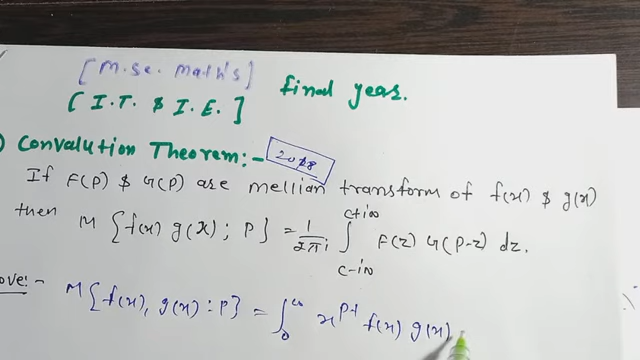 [M.Sc. Math's] final year.
[I.T. $ I.E.]
) Convalution Theorem:- 2018
If F(P) $ G(P) are mellian transform of f(x) $ g(x)
then M {f(x) g(x); P} = 1/2πi ∫_{c-i∞}^{c+i∞} F(z) G(P-z) dz.
ove:- M{f(x), g(x) : P} = ∫_0^∞ x^{P-1} f(x) g(x)